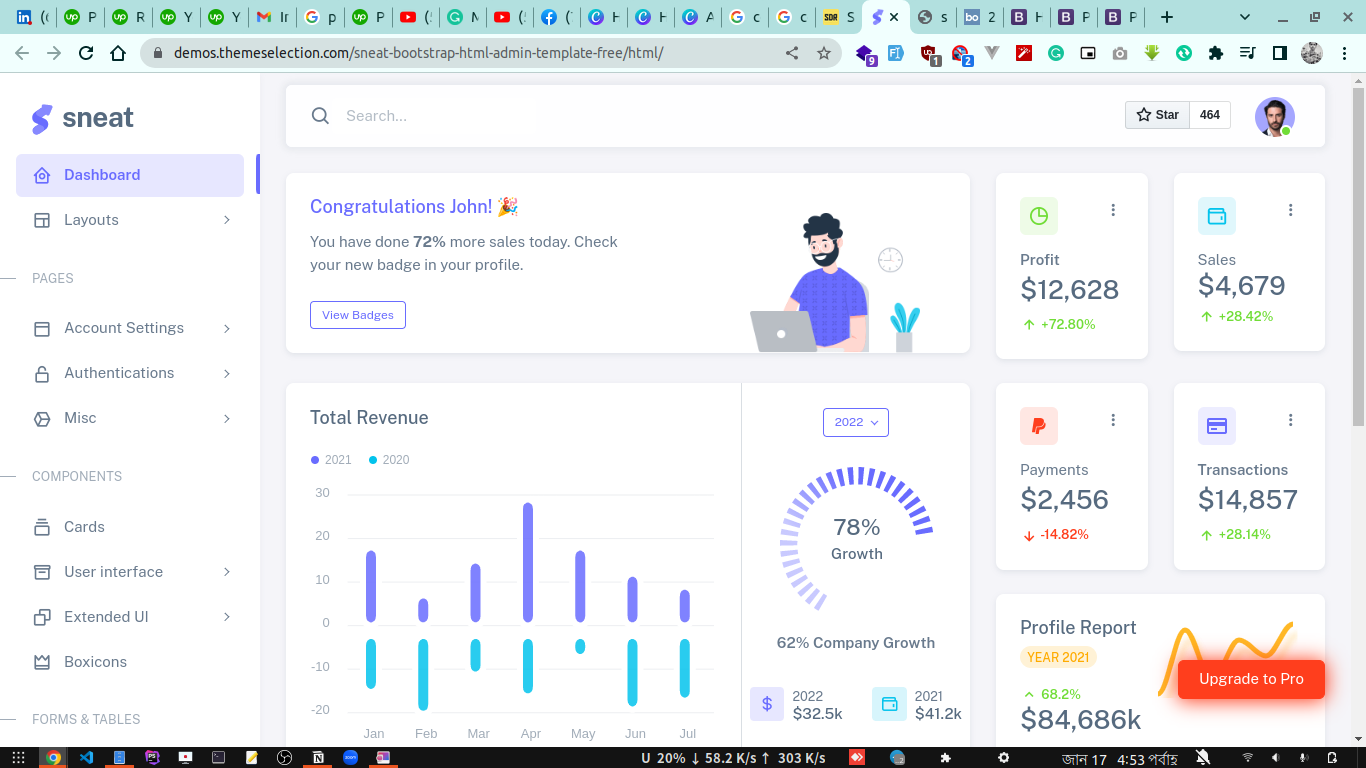 demos.themeselection.com/sneat-bootstrap-html-admin-template-free/html/
9
1
2
sneat
Search...
Star 464
Dashboard
Layouts
PAGES
Account Settings
Authentications
Misc
COMPONENTS
Cards
User interface
Extended UI
Boxicons
FORMS & TABLES
Congratulations John! 🎉
You have done 72% more sales today. Check
your new badge in your profile.
View Badges
Profit
$12,628
+72.80%
Sales
$4,679
+28.42%
Total Revenue
2021 2020
30
20
10
0
-10
-20
Jan Feb Mar Apr May Jun Jul
2022
78%
Growth
62% Company Growth
2022
$32.5k
2021
$41.2k
Payments
$2,456
-14.82%
Transactions
$14,857
+28.14%
Profile Report
YEAR 2021
68.2%
$84,686k
Upgrade to Pro
U 20% ↓ 58.2 K/s ↑ 303 K/s
জান 17 4:53 পূর্বাহ্ন